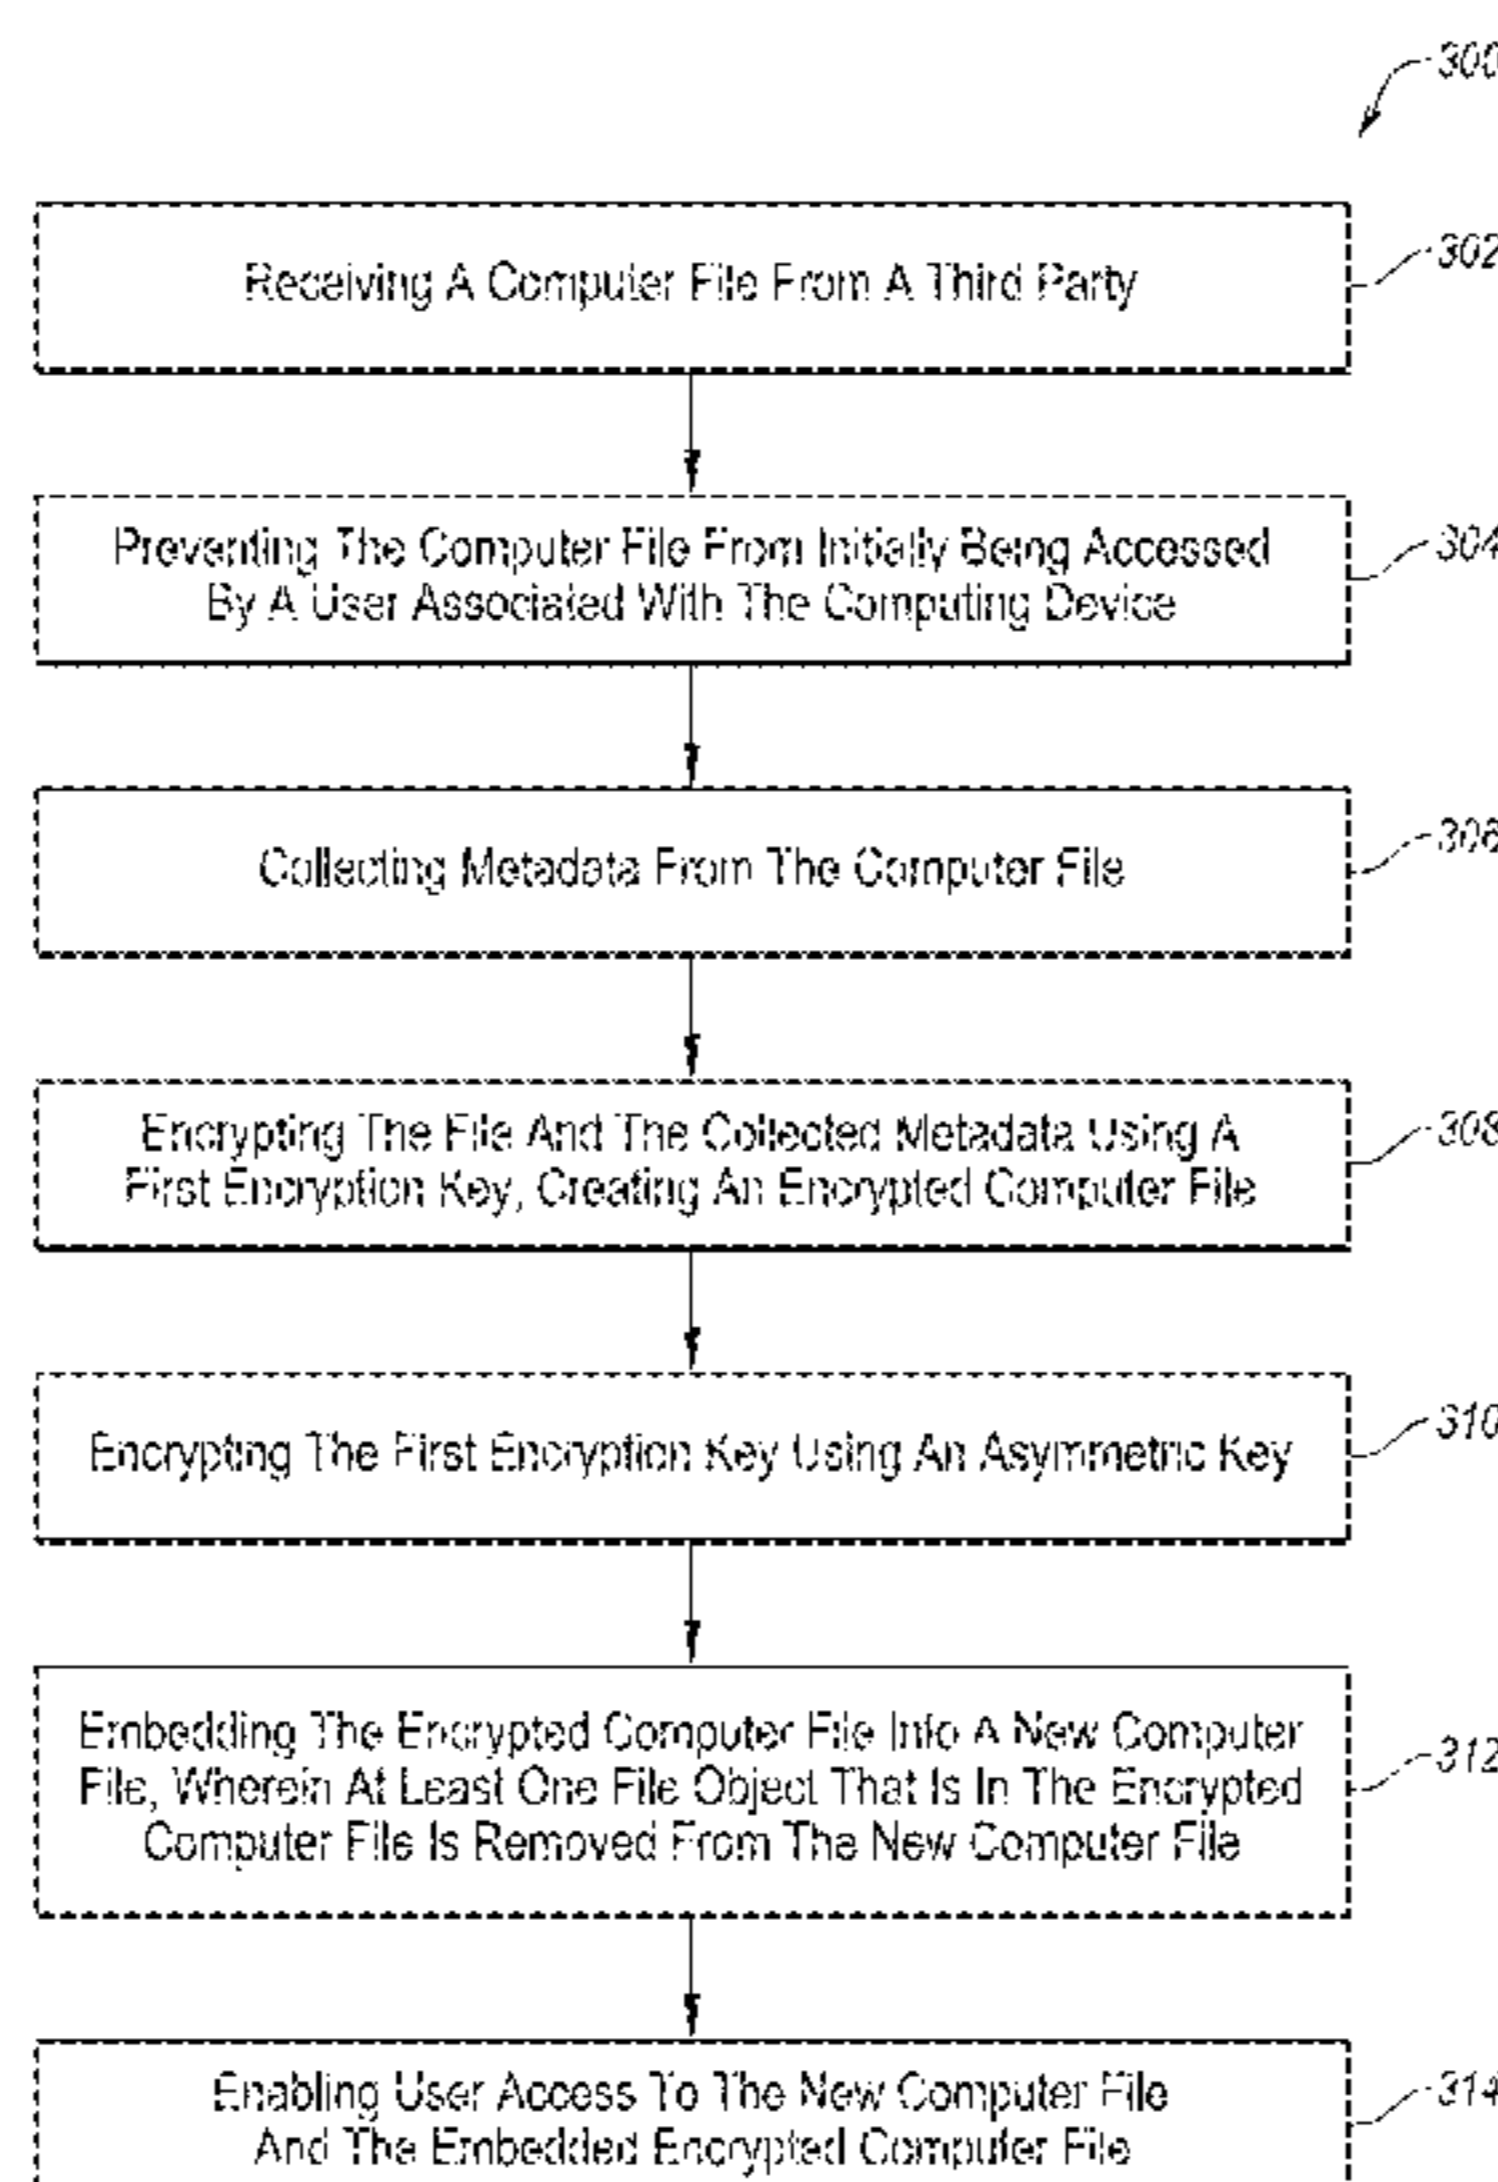 300
Receiving A Computer File From A Third Party
302
Preventing The Computer File From Initially Being Accessed
By A User Associated With The Computing Device
304
Collecting Metadata From The Computer File
306
Encrypting The File And The Collected Metadata Using A
First Encryption Key, Creating An Encrypted Computer File
308
Encrypting The First Encryption Key Using An Asymmetric Key
310
Embedding The Encrypted Computer File Into A New Computer
File, Wherein At Least One File Object That Is In The Encrypted
Computer File Is Removed From The New Computer File
312
Enabling User Access To The New Computer File
And The Embedded Encrypted Computer File
314